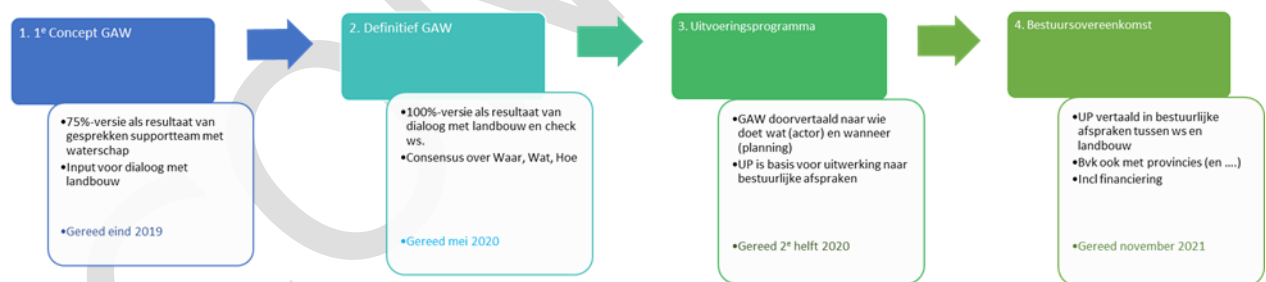 1. 1e Concept GAW
•75%-versie als resultaat van
gesprekken supportteam met
waterschap
•Input voor dialoog met
landbouw
•Gereed eind 2019
2. Definitief GAW
•100%-versie als resultaat van
dialoog met landbouw en check
ws.
•Consensus over Waar, Wat, Hoe
•Gereed mei 2020
3. Uitvoeringsprogramma
•GAW doorvertaald naar wie
doet wat (actor) en wanneer
(planning)
•UP is basis voor uitwerking naar
bestuurlijke afspraken
•Gereed 2e helft 2020
4. Bestuursovereenkomst
•UP vertaald in bestuurlijke
afspraken tussen ws en
landbouw
•Bvk ook met provincies (en ....)
•Incl financiering
•Gereed november 2021